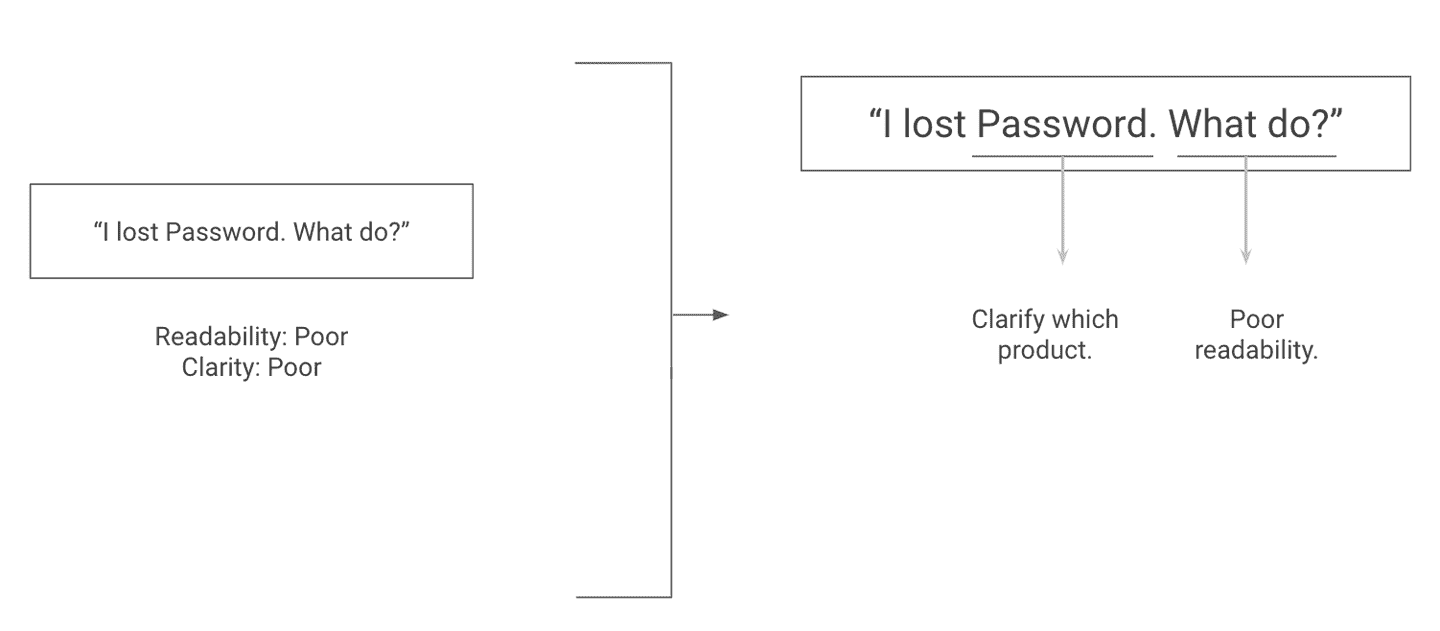 “I lost Password. What do?”
Readability: Poor
Clarity: Poor
“I lost Password. What do?”
Clarify which
product.
Poor
readability.